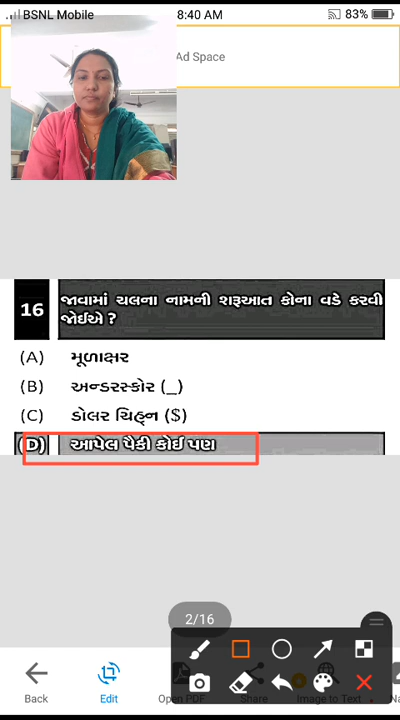 BSNL Mobile 8:40 AM 83%
Ad Space
16 જાવામાં ચલના નામની શરૂઆત કોના વડે કરવી
જોઈએ ?
(A) મૂળાક્ષર
(B) અન્ડરસ્કોર (_)
(C) ડોલર ચિહ્ન ($)
(D) આપેલ પૈકી કોઈ પણ
2/16
Back Edit Open PDF Share Image to Text Na